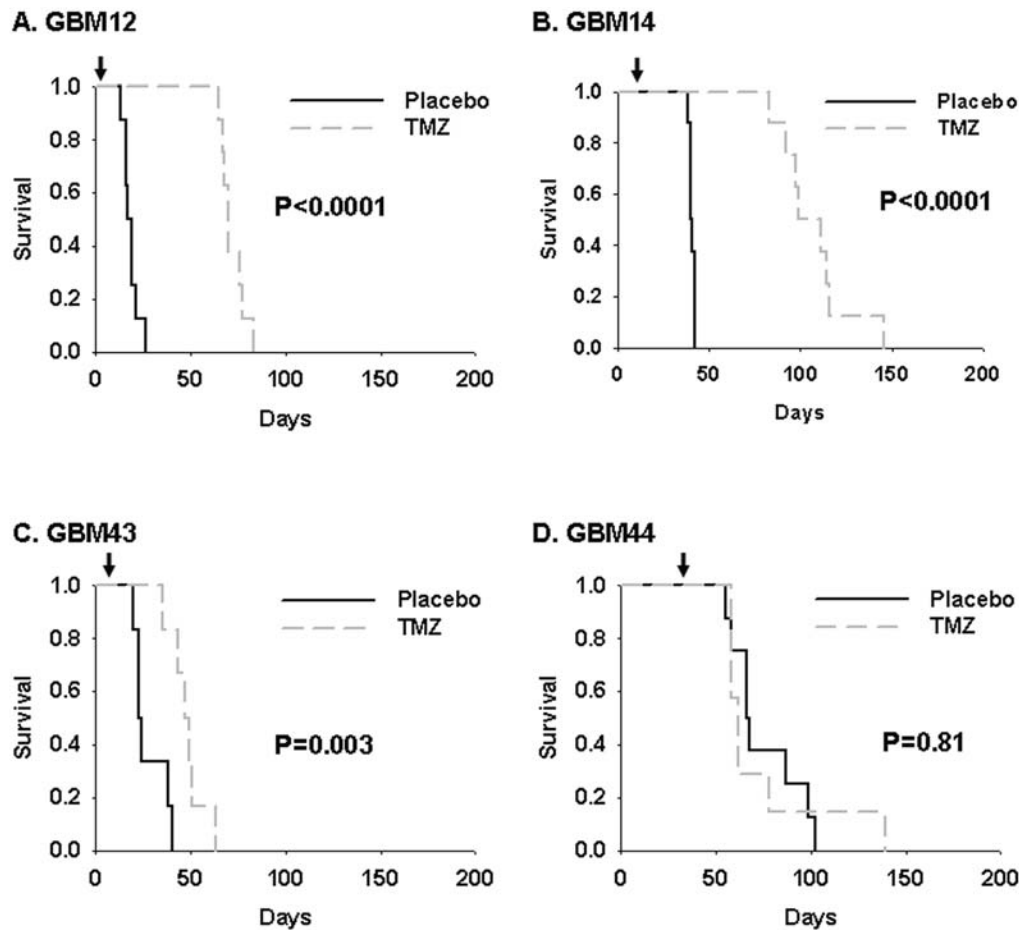 A. GBM12
1.0
0.8
0.6
0.4
0.2
0.0
Survival
Placebo
TMZ
P<0.0001
0 50 100 150 200
Days
B. GBM14
1.0
0.8
0.6
0.4
0.2
0.0
Survival
Placebo
TMZ
P<0.0001
0 50 100 150 200
Days
C. GBM43
1.0
0.8
0.6
0.4
0.2
0.0
Survival
Placebo
TMZ
P=0.003
0 50 100 150 200
Days
D. GBM44
1.0
0.8
0.6
0.4
0.2
0.0
Survival
Placebo
TMZ
P=0.81
0 50 100 150 200
Days